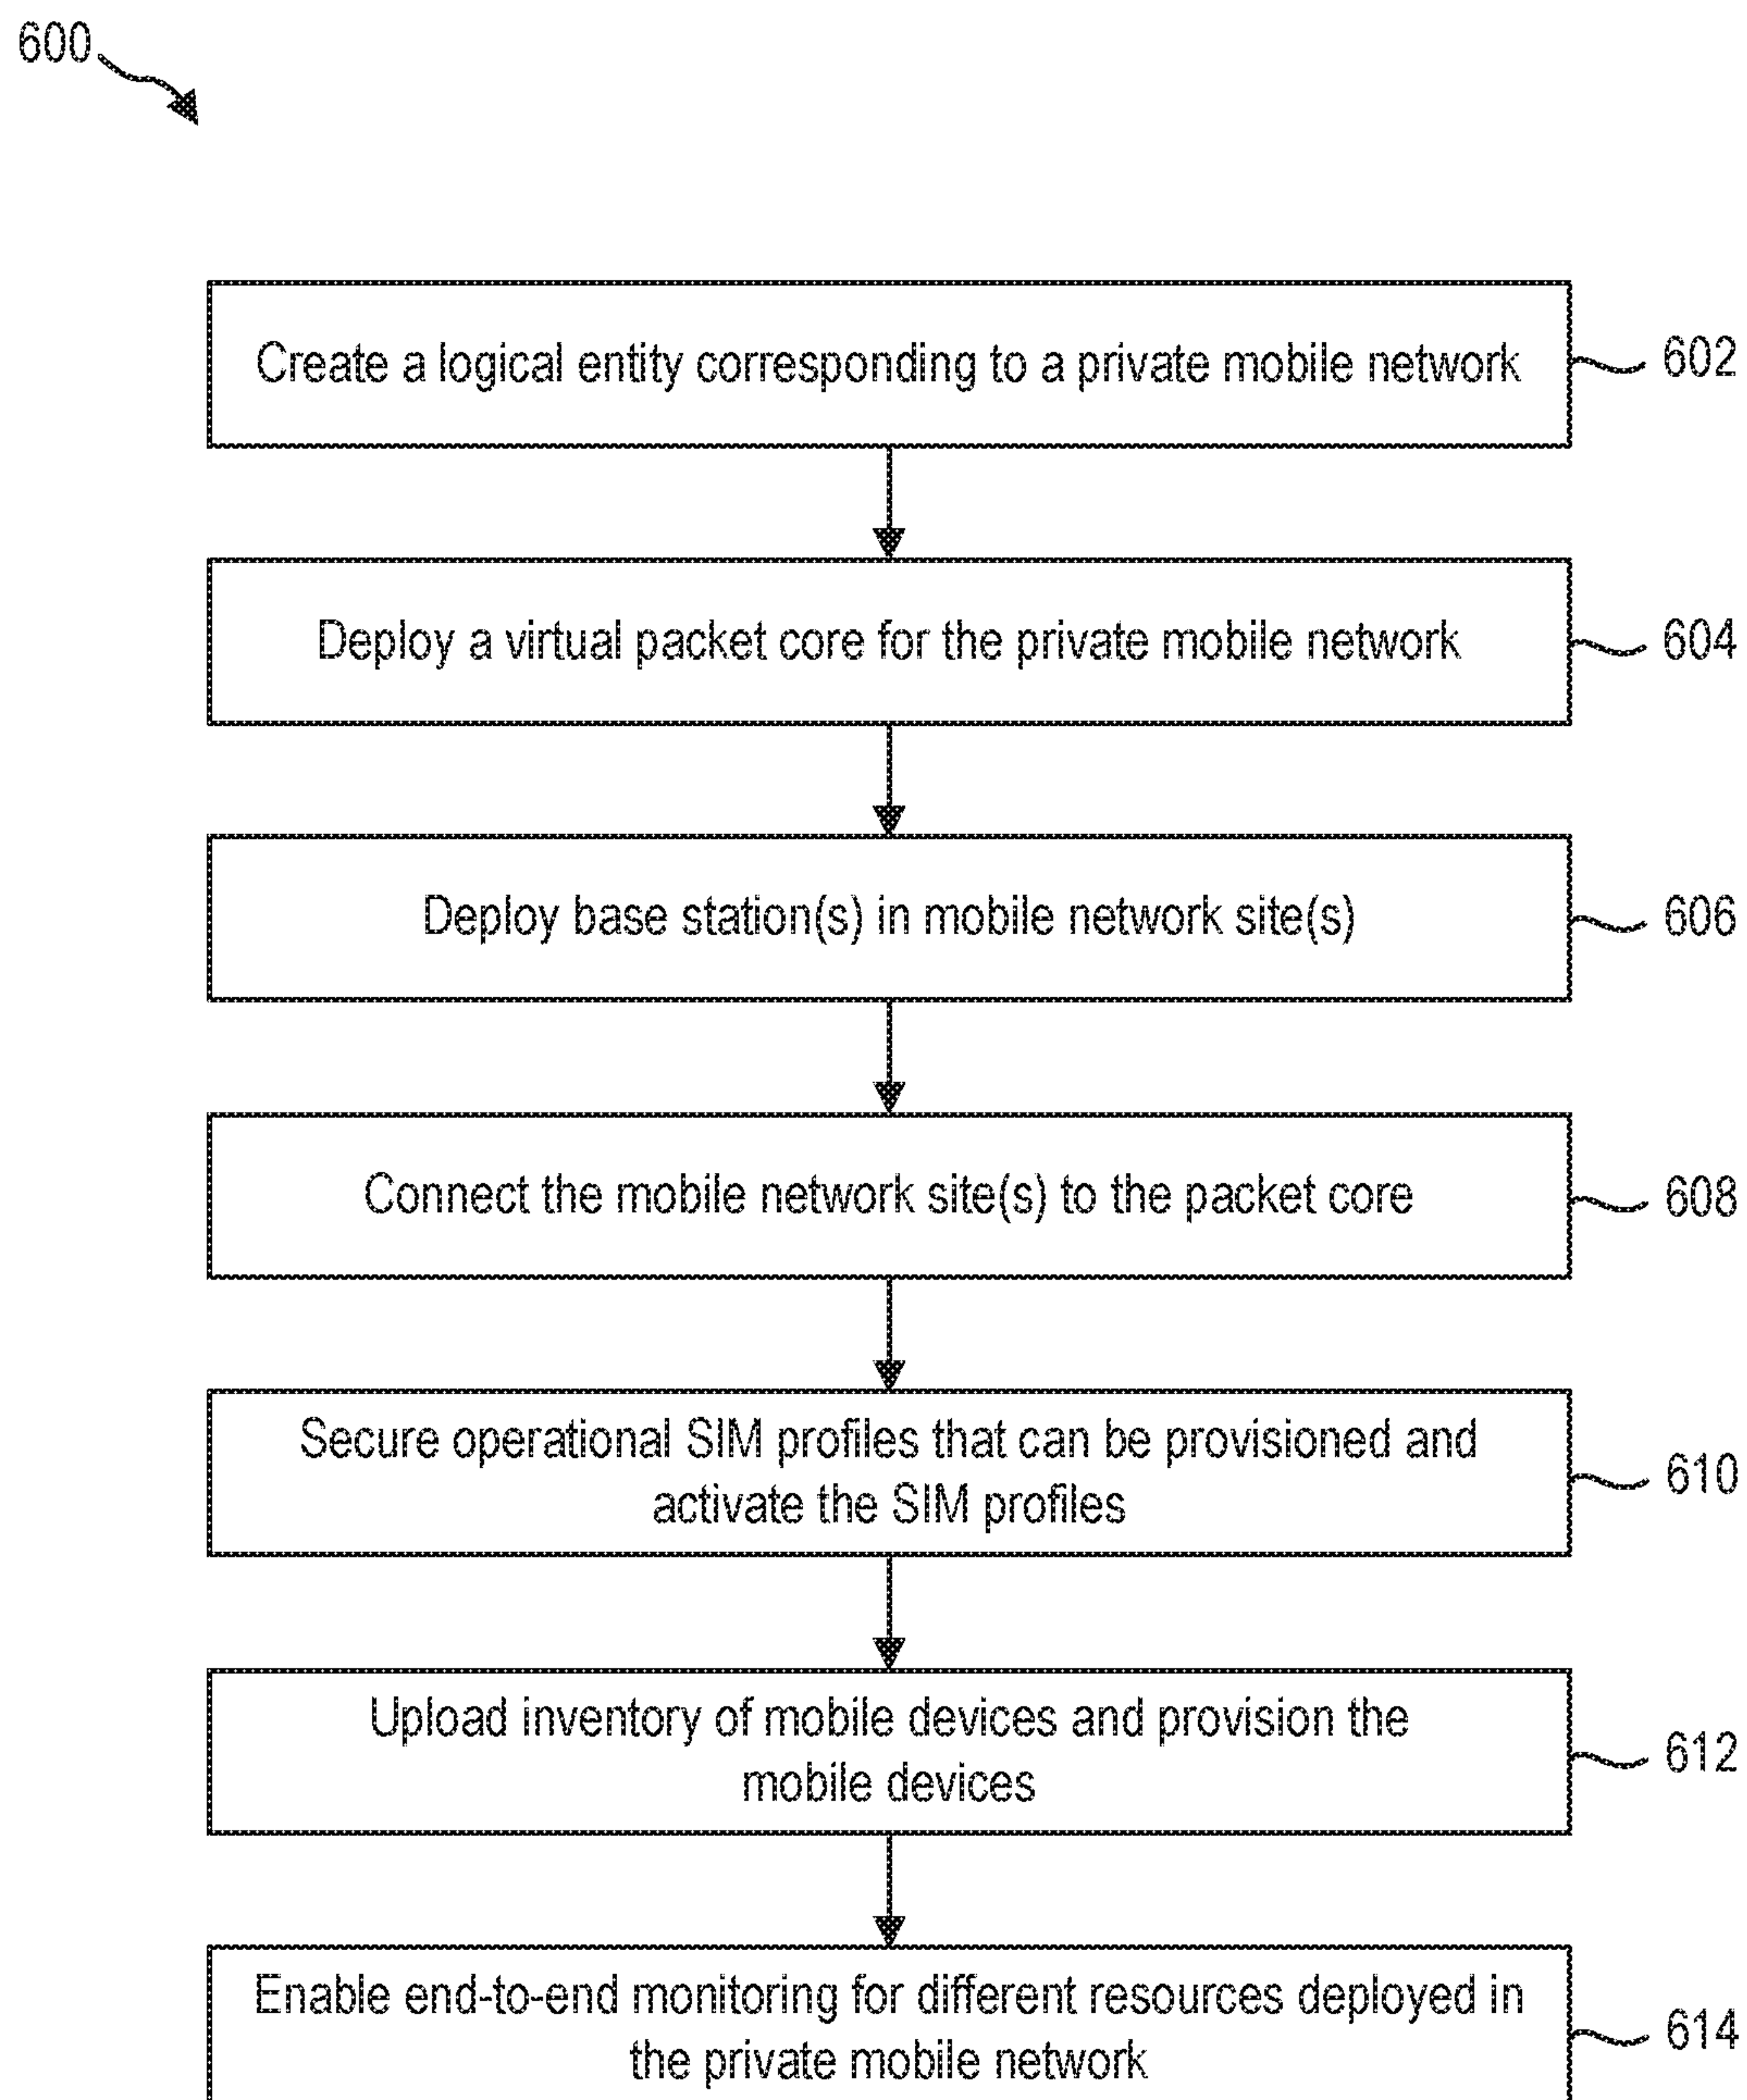 600
Create a logical entity corresponding to a private mobile network
602
Deploy a virtual packet core for the private mobile network
604
Deploy base station(s) in mobile network site(s)
606
Connect the mobile network site(s) to the packet core
608
Secure operational SIM profiles that can be provisioned and
activate the SIM profiles
610
Upload inventory of mobile devices and provision the
mobile devices
612
Enable end-to-end monitoring for different resources deployed in
the private mobile network
614